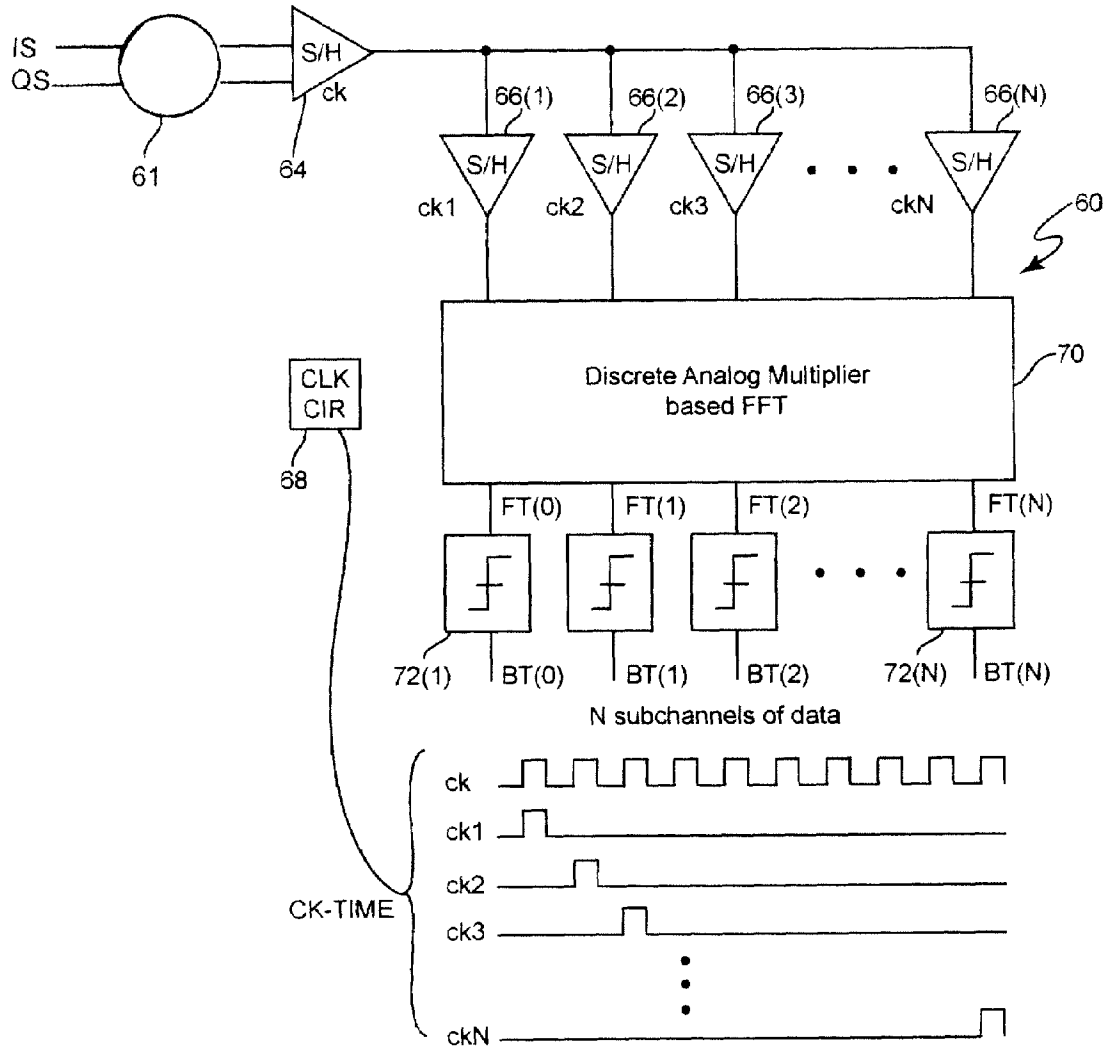 IS
QS
S/H
ck
61
64
66(1) 66(2) 66(3) 66(N)
S/H S/H S/H S/H
ck1 ck2 ck3 ckN
60
Discrete Analog Multiplier
based FFT
70
CLK
CIR
68
FT(0) FT(1) FT(2) FT(N)
72(1) 72(N)
BT(0) BT(1) BT(2) BT(N)
N subchannels of data
ck
ck1
ck2
CK-TIME
ck3
ckN